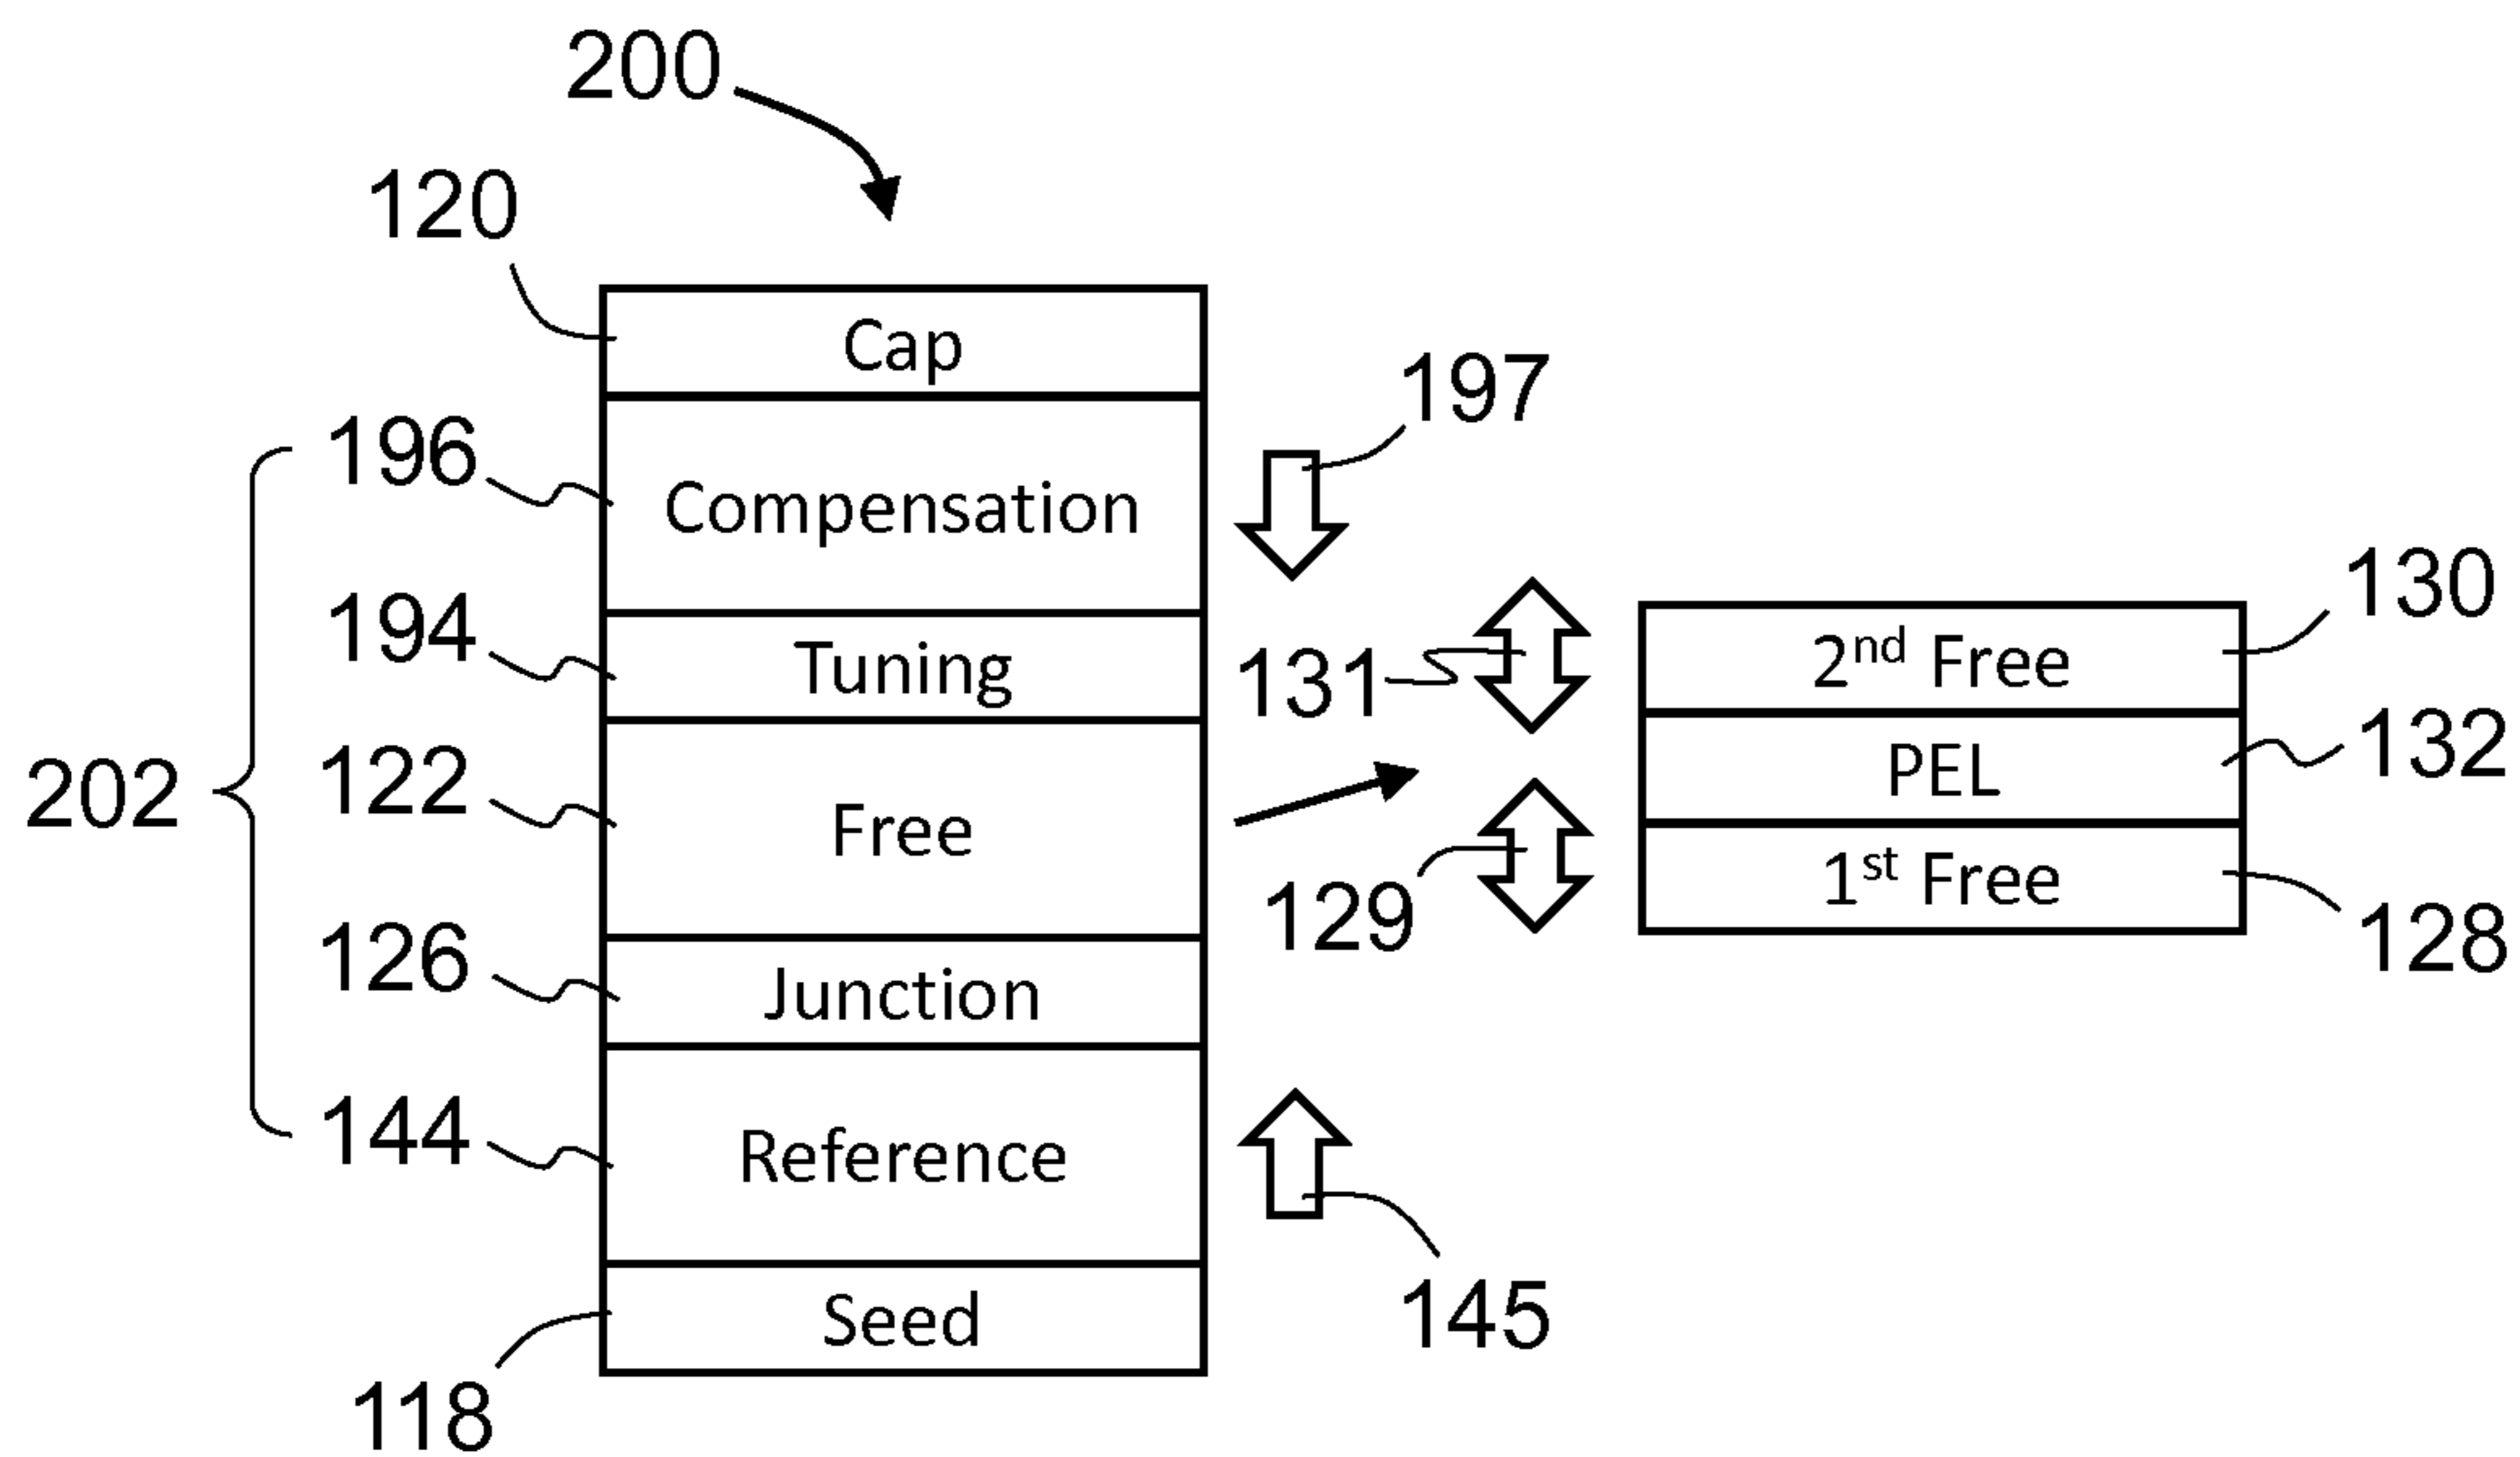 200
120
Cap
197
196
Compensation
130
194
Tuning
131
2nd Free
132
202
122
Free
PEL
129
1st Free
128
126
Junction
144
Reference
145
Seed
118